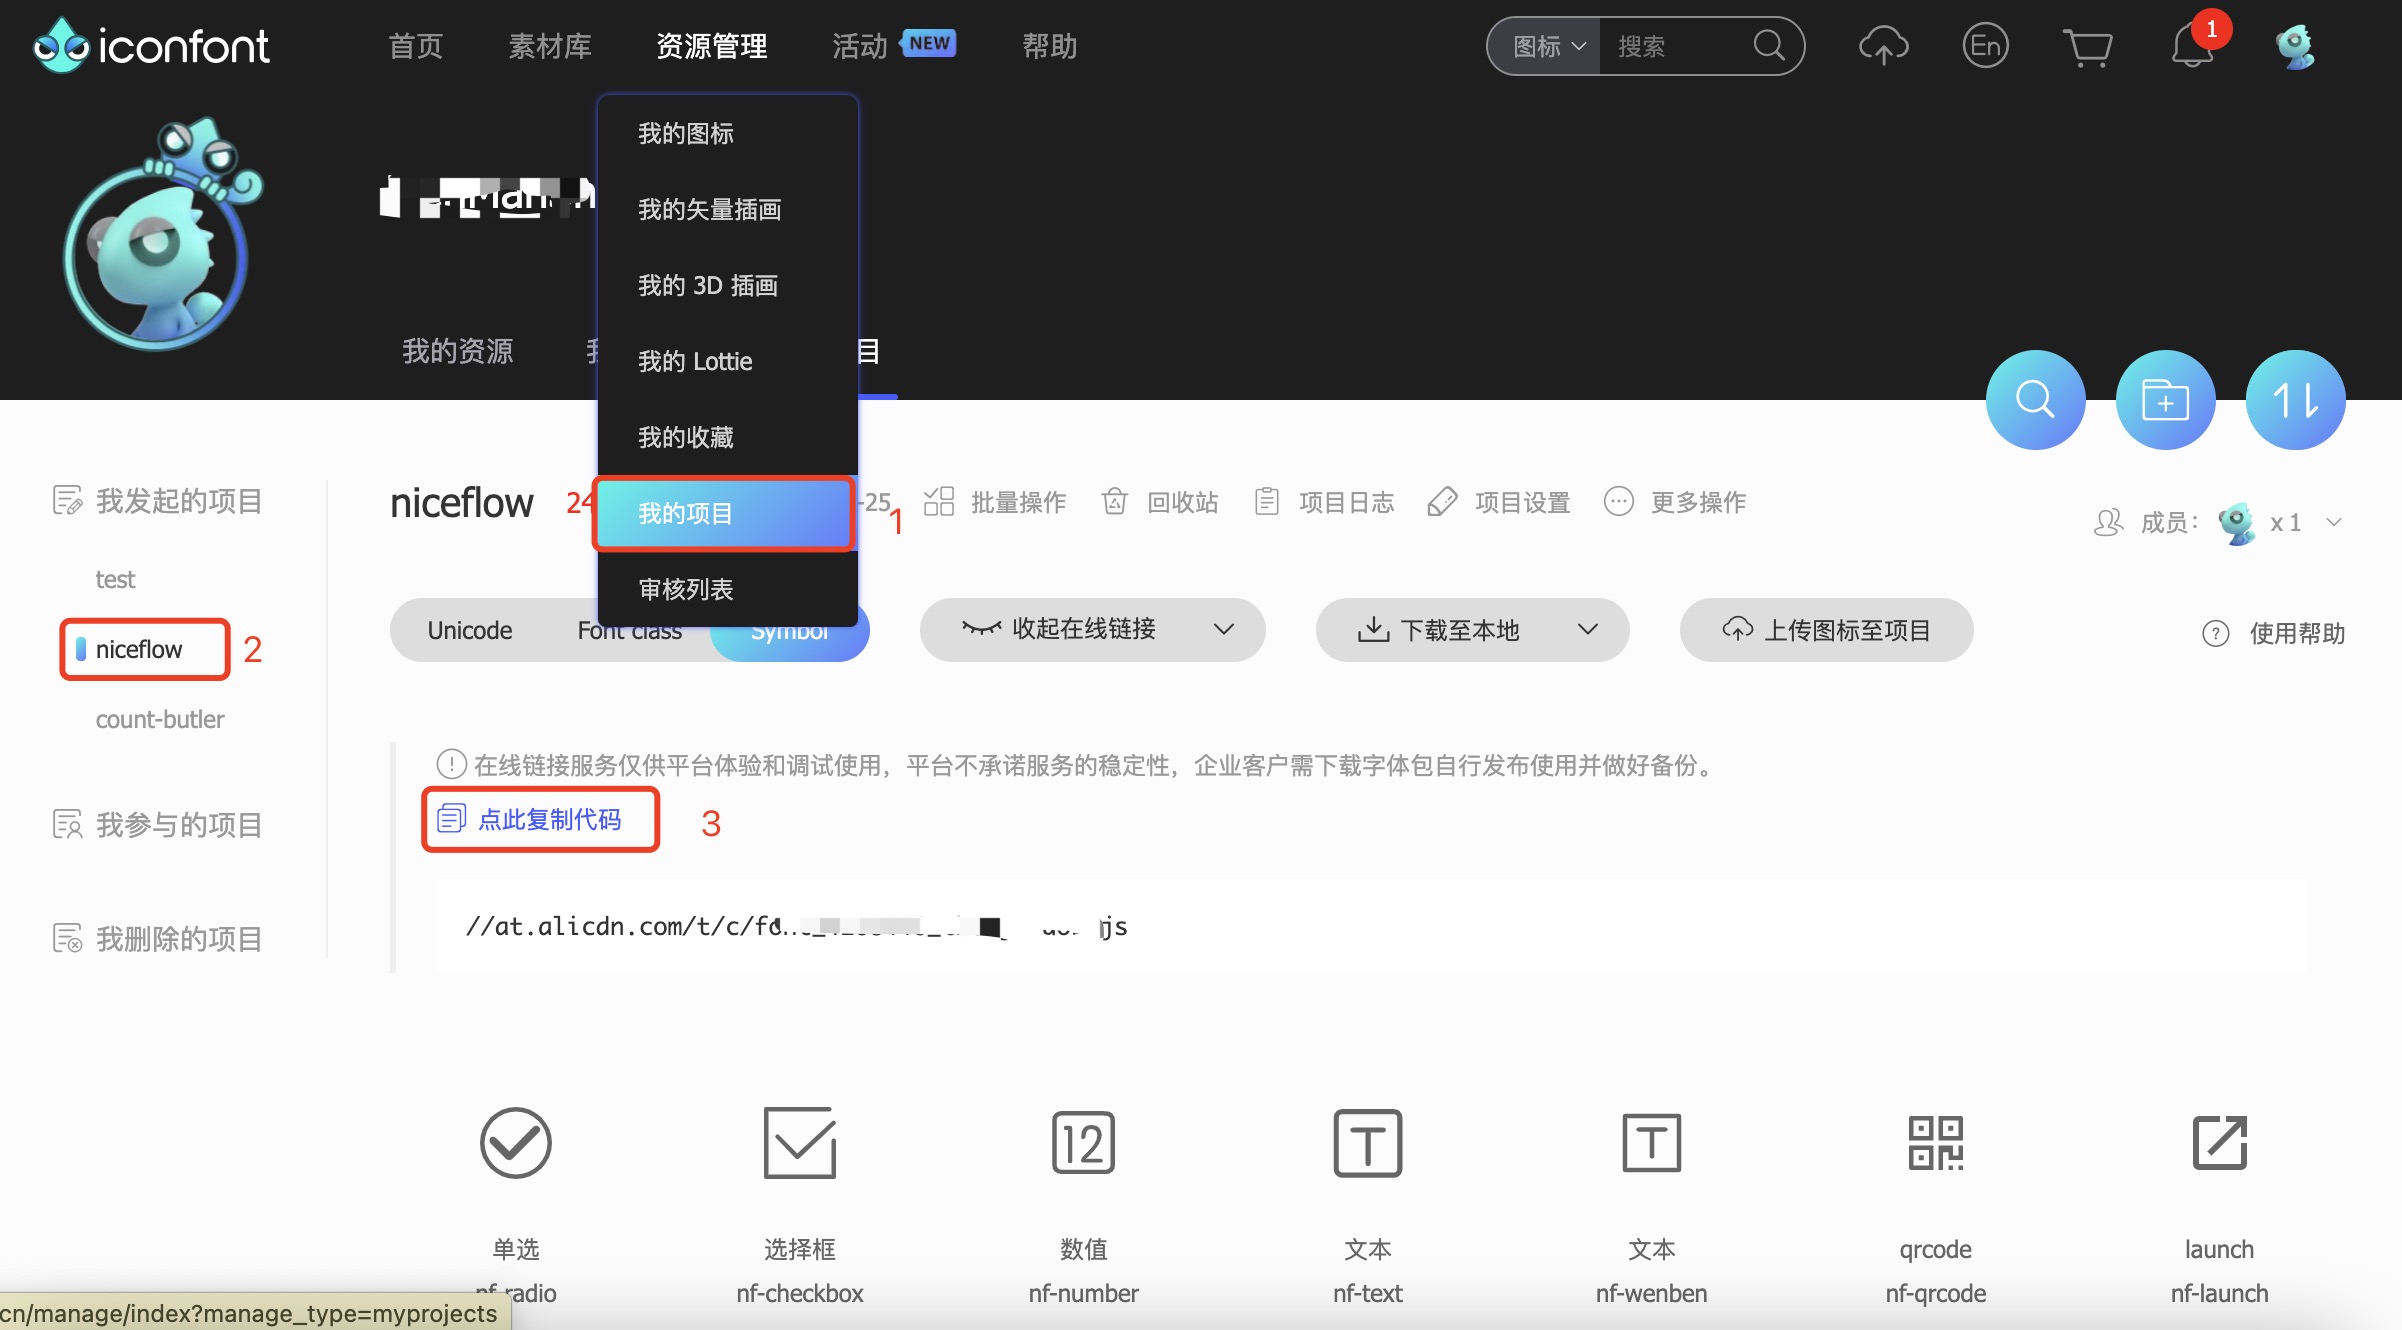 iconfont
首页
素材库
资源管理
活动
NEW
帮助
图标
搜索
En
1
我的图标
我的矢量插画
我的 3D 插画
我的 Lottie
我的收藏
我的项目
审核列表
我的资源
目
1
我发起的项目
test
niceflow
2
count-butler
我参与的项目
我删除的项目
niceflow
24
-25
批量操作
回收站
项目日志
项目设置
更多操作
成员：
x 1
Unicode
Font class
Symbol
收起在线链接
下载至本地
上传图标至项目
使用帮助
在线链接服务仅供平台体验和调试使用，平台不承诺服务的稳定性，企业客户需下载字体包自行发布使用并做好备份。
点此复制代码
3
//at.alicdn.com/t/c/fo
js
12
T
T
单选
选择框
数值
文本
文本
qrcode
launch
nf-radio
nf-checkbox
nf-number
nf-text
nf-wenben
nf-qrcode
nf-launch
cn/manage/index?manage_type=myprojects